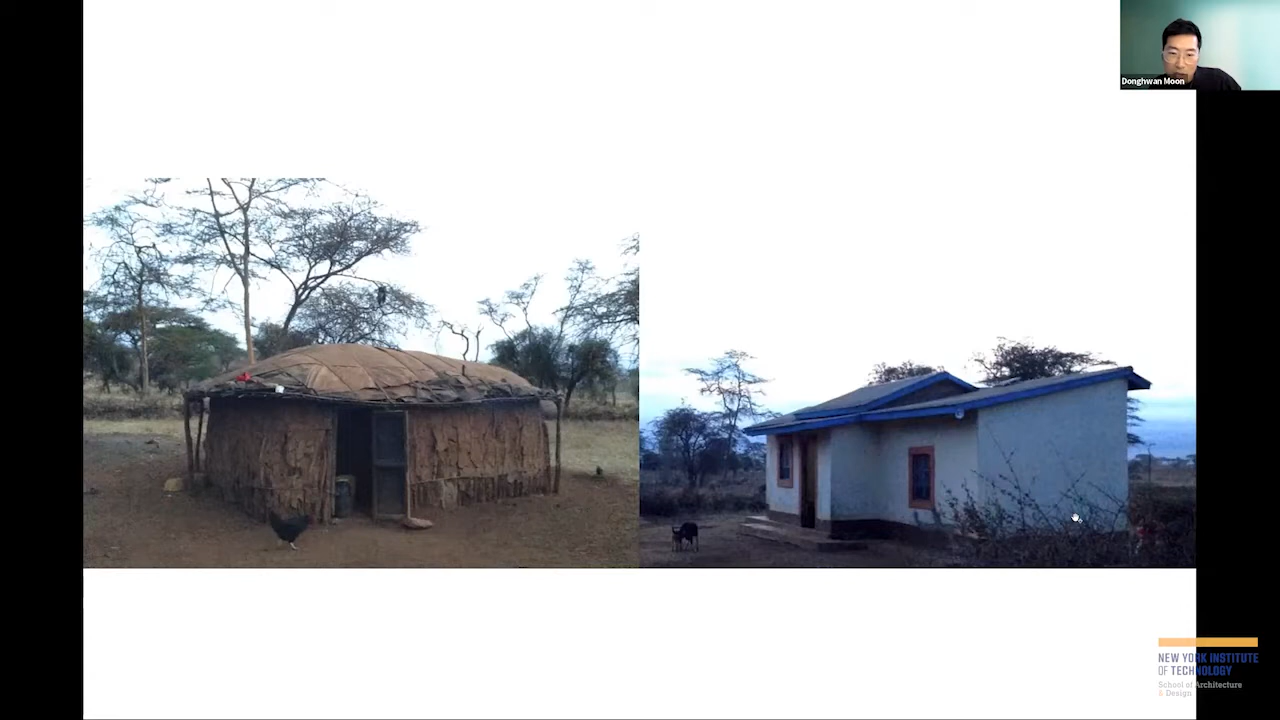 Donghwan Moon
NEW YORK INSTITUTE
OF TECHNOLOGY
School of Architecture
& Design